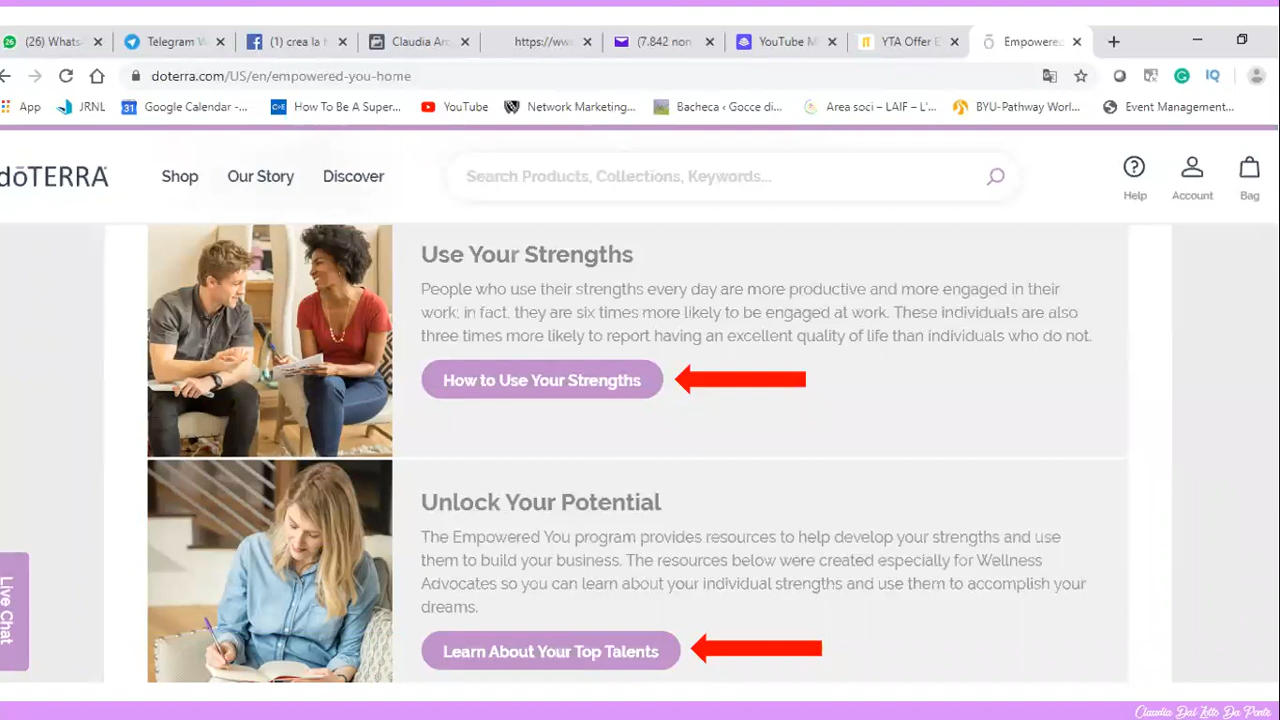 (26) Whats
Telegram W
(1) crea la
Claudia Arc
https://www
(7.842 non
YouTube M
YTA Offer E
Empowered
doterra.com/US/en/empowered-you-home
App
JRNL
Google Calendar -...
How To Be A Super...
YouTube
Network Marketing...
Bacheca - Gocce di...
Area sci – LAIF – L'...
BYU-Pathway Worl...
Event Management...
dōTERRA
Shop
Our Story
Discover
Search Products, Collections, Keywords...
Help
Account
Bag
Use Your Strengths
People who use their strengths every day are more productive and more engaged in their
work; in fact, they are six times more likely to be engaged at work. These individuals are also
three times more likely to report having an excellent quality of life than individuals who do not.
How to Use Your Strengths
Unlock Your Potential
The Empowered You program provides resources to help develop your strengths and use
them to build your business. The resources below were created especially for Wellness
Advocates so you can learn about your individual strengths and use them to accomplish your
dreams.
Learn About Your Top Talents
Live Chat
Claudia Dal Zotto Da Ponte